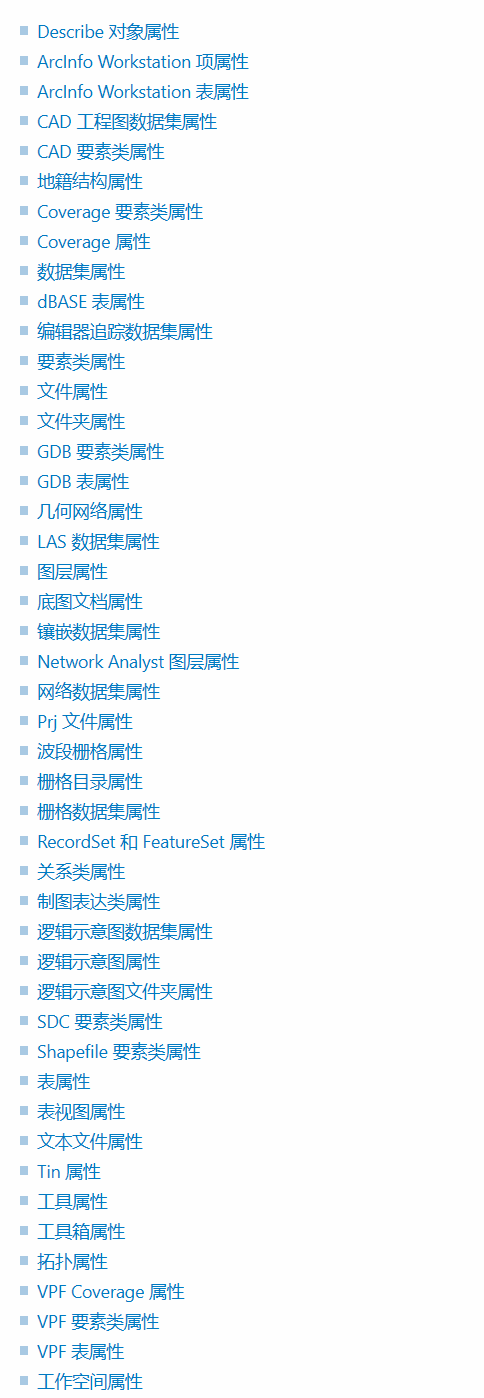 Describe 对象属性
ArcInfo Workstation 项属性
ArcInfo Workstation 表属性
CAD 工程图数据集属性
CAD 要素类属性
地籍结构属性
Coverage 要素类属性
Coverage 属性
数据集属性
dBASE 表属性
编辑器追踪数据集属性
要素类属性
文件属性
文件夹属性
GDB 要素类属性
GDB 表属性
几何网络属性
LAS 数据集属性
图层属性
底图文档属性
镶嵌数据集属性
Network Analyst 图层属性
网络数据集属性
Prj 文件属性
波段栅格属性
栅格目录属性
栅格数据集属性
RecordSet 和 FeatureSet 属性
关系类属性
制图表达类属性
逻辑示意图数据集属性
逻辑示意图属性
逻辑示意图文件夹属性
SDC 要素类属性
Shapefile 要素类属性
表属性
表视图属性
文本文件属性
Tin 属性
工具属性
工具箱属性
拓扑属性
VPF Coverage 属性
VPF 要素类属性
VPF 表属性
工作空间属性